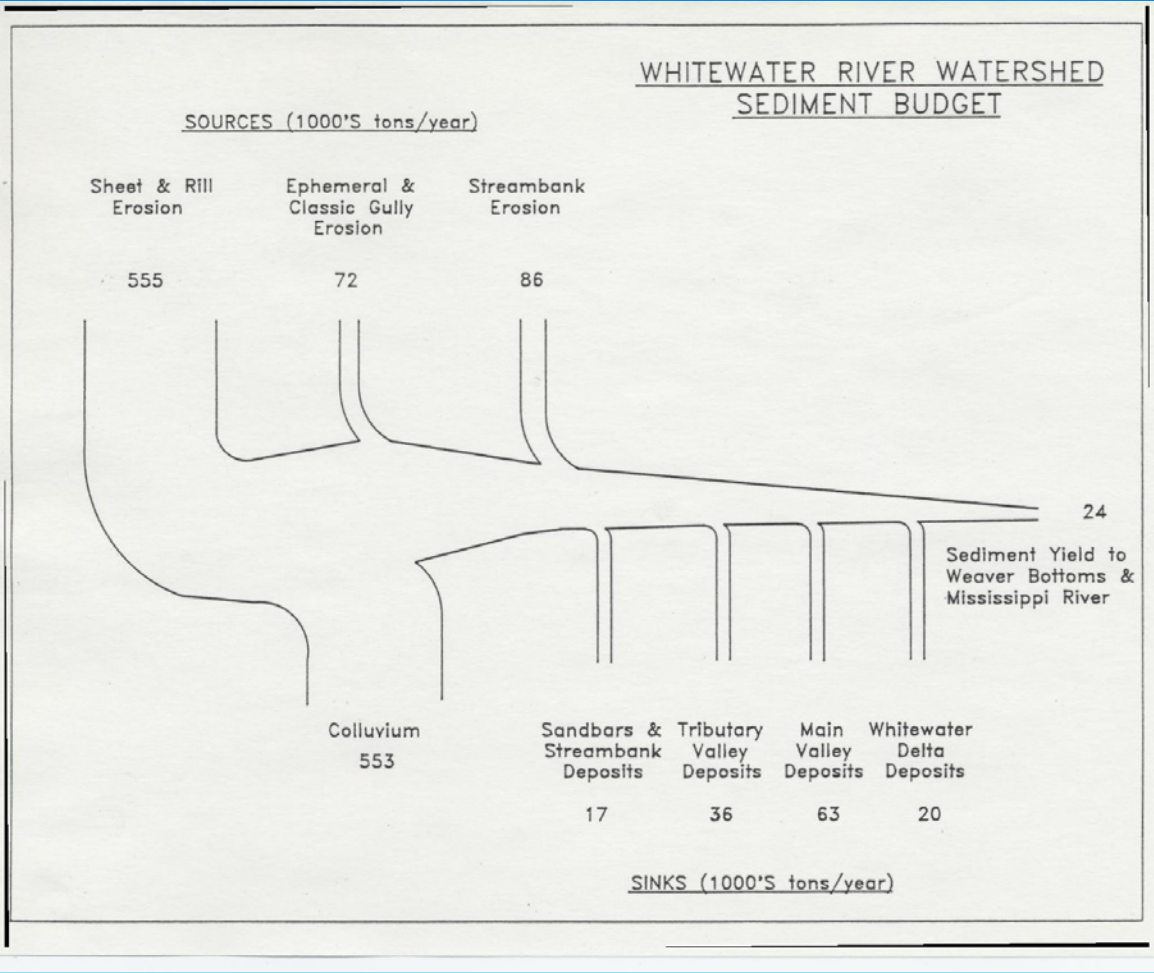 WHITEWATER RIVER WATERSHED
SEDIMENT BUDGET
SOURCES (1000'S tons/year)
Sheet & Rill
Erosion
555
Ephemeral &
Classic Gully
Erosion
72
Streambank
Erosion
86
24
Sediment Yield to
Weaver Bottoms &
Mississippi River
Colluvium
553
Sandbars &
Streambank
Deposits
17
Tributary
Valley
Deposits
36
Main
Valley
Deposits
63
Whitewater
Delta
Deposits
20
SINKS (1000'S tons/year)